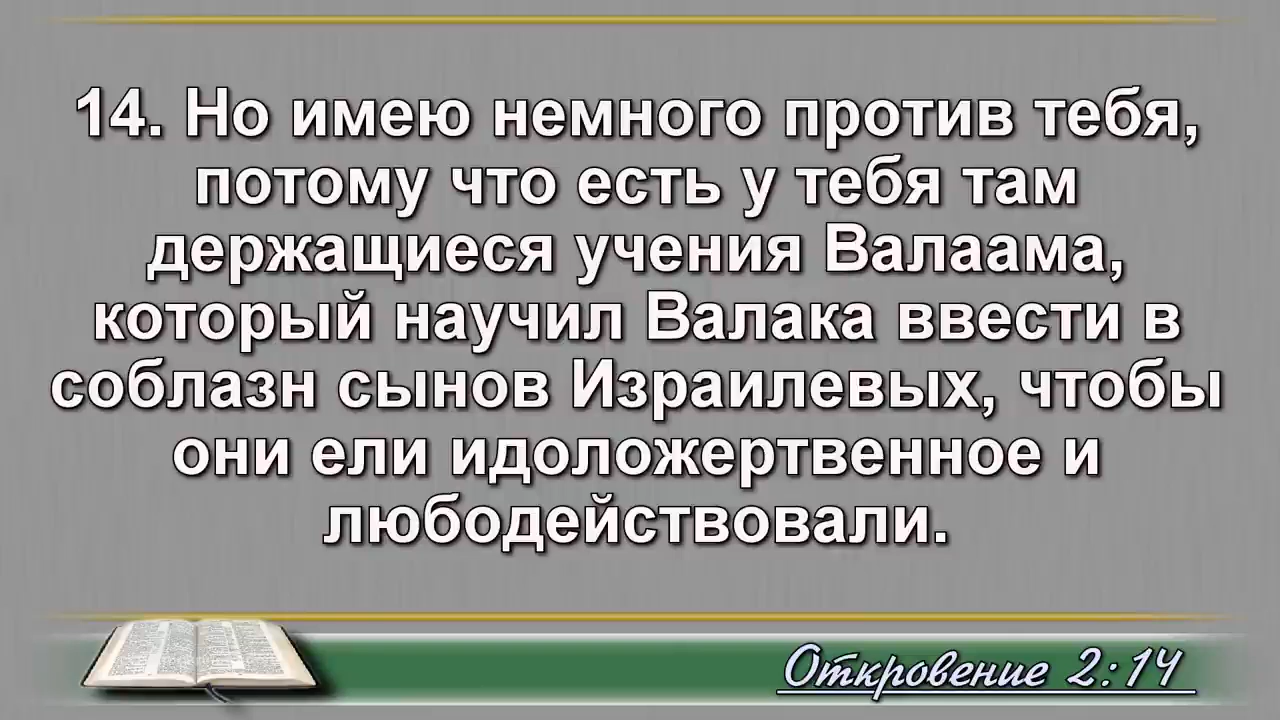 14. Но имею немного против тебя,
потому что есть у тебя там
держащиеся учения Валаама,
который научил Валака ввести в
соблазн сынов Израилевых, чтобы
они ели идоложертвенное и
любодействовали.
Откровение 2:14